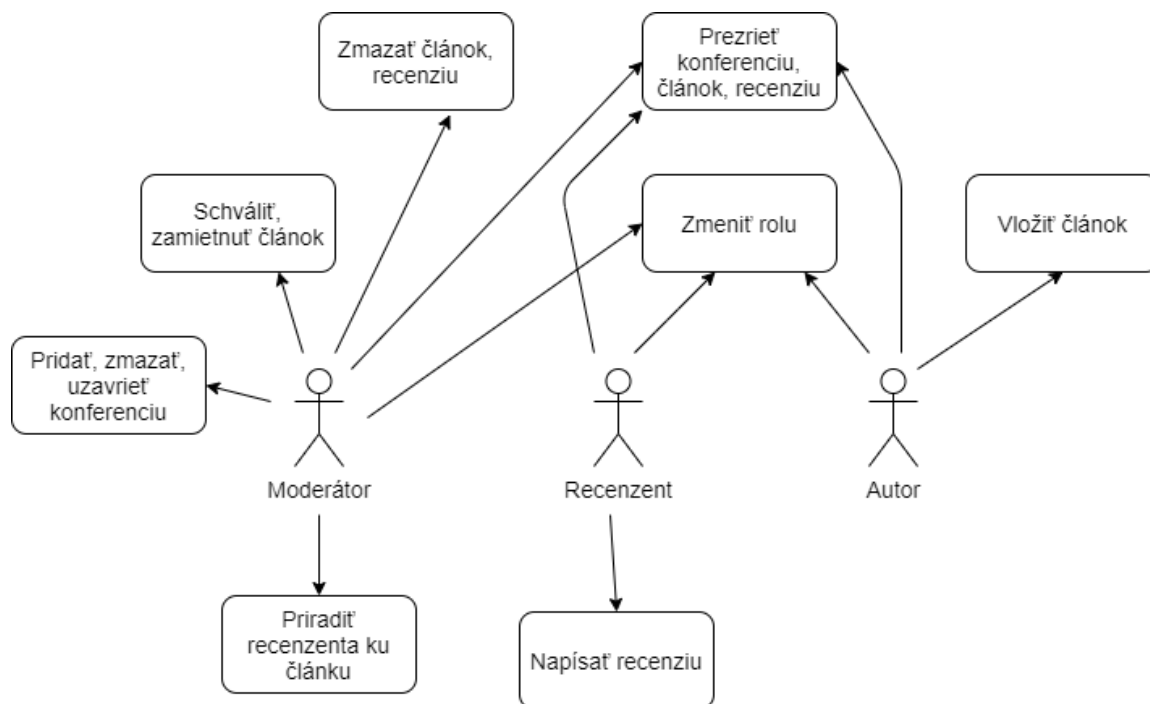 Zmazať článok,
recenziu
Prezrieť
konferenciu,
článok, recenziu
Schváliť,
zamietnuť článok
Zmeniť rolu
Vložiť článok
Pridať, zmazať,
uzavrieť
konferenciu
Moderátor
Recenzent
Autor
Priradiť
recenzenta ku
článku
Napísať recenziu